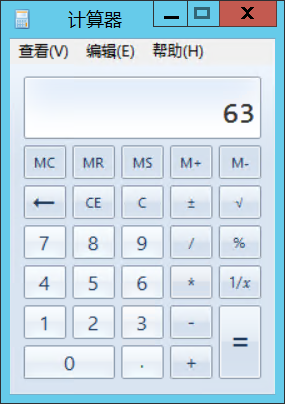 计算器
查看(V) 编辑(E) 帮助(H)
63
MC MR MS M+ M-
← CE C ± √
7 8 9 / %
4 5 6 * 1/x
1 2 3 - =
0 . +